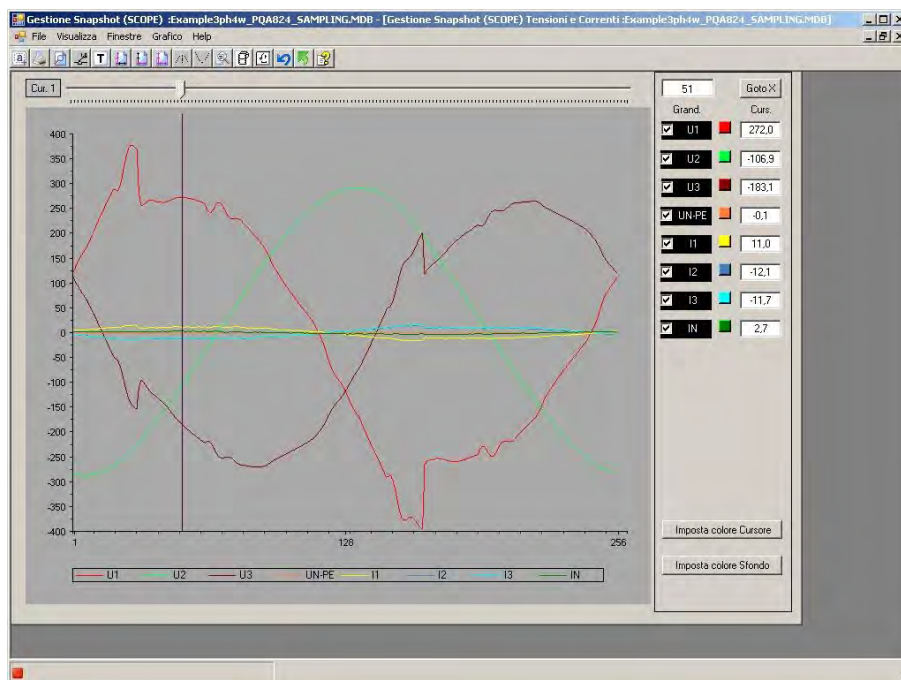 Gestione Snapshot (SCOPE) :Example3ph4w_PQA824_SAMPLING.MDB - [Gestione Snapshot (SCOPE) Tensioni e Correnti :Example3ph4w_PQA824_SAMPLING.MDB]
File Visualizza Finestre Grafico Help
Cur. 1
51 Goto X
Grand. Curs.
U1 272,0
U2 -106,9
U3 -183,1
UN-PE -0,1
I1 11,0
I2 -12,1
I3 -11,7
IN 2,7
400
350
300
250
200
150
100
50
0
-50
-100
-150
-200
-250
-300
-350
-400
1 128 256
U1 U2 U3 UN-PE I1 I2 I3 IN
Imposta colore Cursore
Imposta colore Sfondo